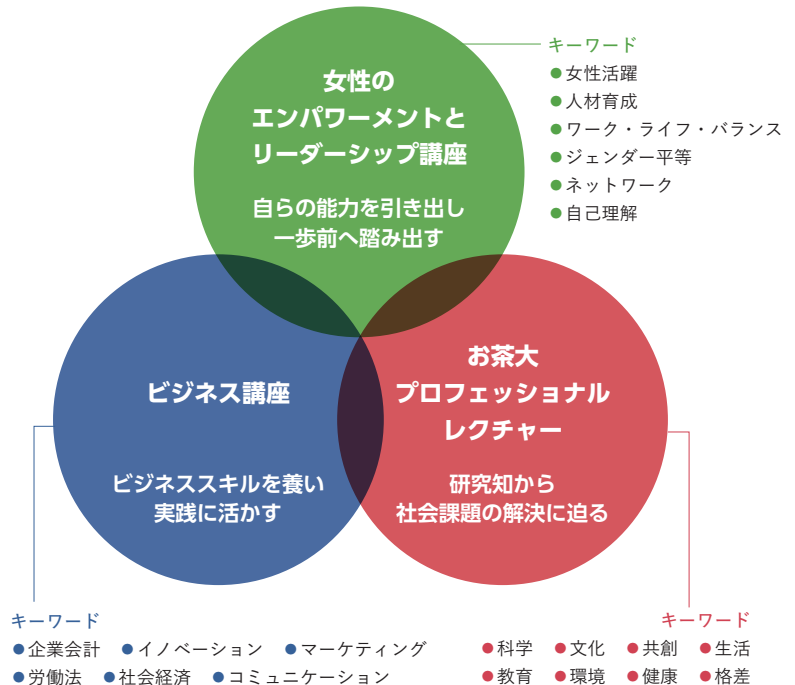 女性の
エンパワーメントと
リーダーシップ講座
自らの能力を引き出し
一歩前へ踏み出す
キーワード
●女性活躍
●人材育成
●ワーク・ライフ・バランス
●ジェンダー平等
●ネットワーク
●自己理解
ビジネス講座
ビジネススキルを養い
実践に活かす
お茶大
プロフェッショナル
レクチャー
研究知から
社会課題の解決に迫る
キーワード
●企業会計 ●イノベーション ●マーケティング
●労働法 ●社会経済 ●コミュニケーション
キーワード
●科学 ●文化 ●共創 ●生活
●教育 ●環境 ●健康 ●格差